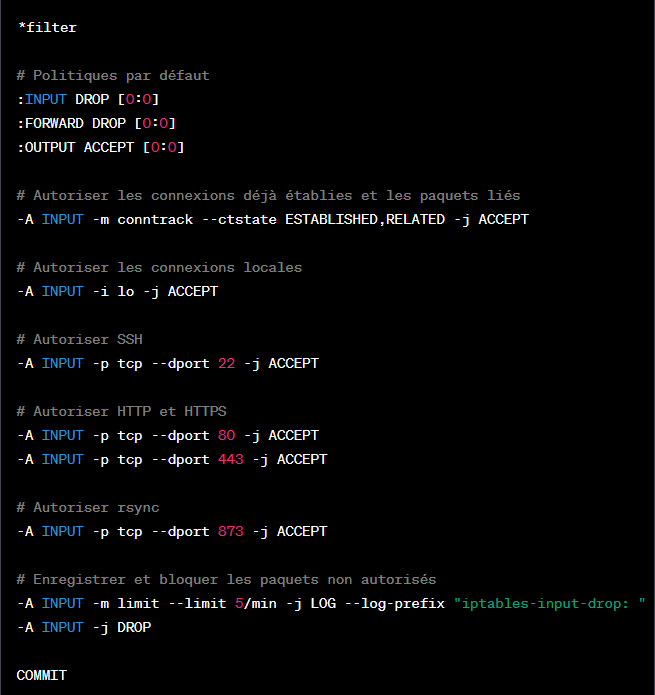 *filter
# Politiques par défaut
:INPUT DROP [0:0]
:FORWARD DROP [0:0]
:OUTPUT ACCEPT [0:0]
# Autoriser les connexions déjà établies et les paquets liés
-A INPUT -m conntrack --ctstate ESTABLISHED,RELATED -j ACCEPT
# Autoriser les connexions locales
-A INPUT -i lo -j ACCEPT
# Autoriser SSH
-A INPUT -p tcp --dport 22 -j ACCEPT
# Autoriser HTTP et HTTPS
-A INPUT -p tcp --dport 80 -j ACCEPT
-A INPUT -p tcp --dport 443 -j ACCEPT
# Autoriser rsync
-A INPUT -p tcp --dport 873 -j ACCEPT
# Enregistrer et bloquer les paquets non autorisés
-A INPUT -m limit --limit 5/min -j LOG --log-prefix "iptables-input-drop: "
-A INPUT -j DROP
COMMIT